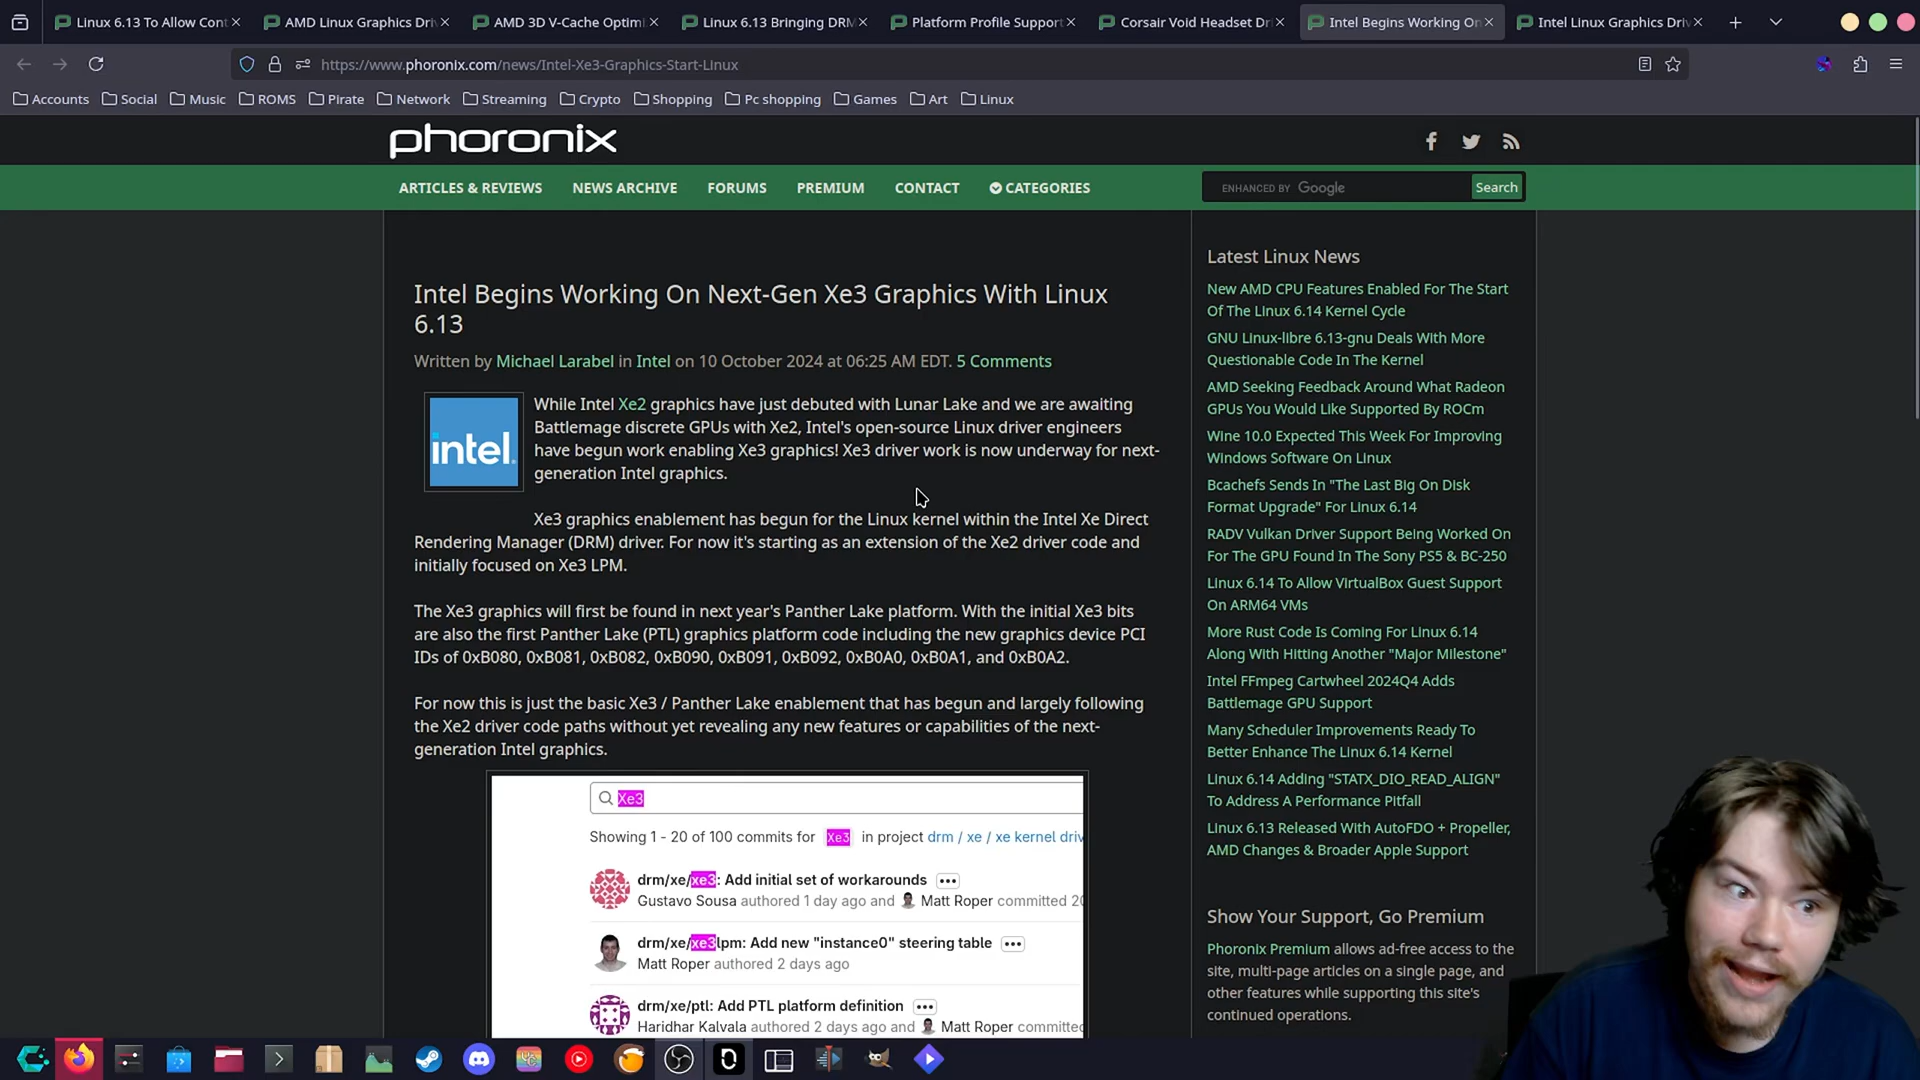 Linux 6.13 To Allow Cont
AMD Linux Graphics Driv
AMD 3D V-Cache Optimi
Linux 6.13 Bringing DRM
Platform Profile Support
Corsair Void Headset Dr
Intel Begins Working On
Intel Linux Graphics Driv
https://www.phoronix.com/news/Intel-Xe3-Graphics-Start-Linux
Accounts
Social
Music
ROMS
Pirate
Network
Streaming
Crypto
Shopping
Pc shopping
Games
Art
Linux
phoronix
ARTICLES & REVIEWS
NEWS ARCHIVE
FORUMS
PREMIUM
CONTACT
CATEGORIES
ENHANCED BY Google
Search
Intel Begins Working On Next-Gen Xe3 Graphics With Linux
6.13
Written by Michael Larabel in Intel on 10 October 2024 at 06:25 AM EDT. 5 Comments
intel.
While Intel Xe2 graphics have just debuted with Lunar Lake and we are awaiting
Battlemage discrete GPUs with Xe2, Intel's open-source Linux driver engineers
have begun work enabling Xe3 graphics! Xe3 driver work is now underway for next-
generation Intel graphics.
Xe3 graphics enablement has begun for the Linux kernel within the Intel Xe Direct
Rendering Manager (DRM) driver. For now it's starting as an extension of the Xe2 driver code and
initially focused on Xe3 LPM.
The Xe3 graphics will first be found in next year's Panther Lake platform. With the initial Xe3 bits
are also the first Panther Lake (PTL) graphics platform code including the new graphics device PCI
IDs of 0xB080, 0xB081, 0xB082, 0xB090, 0xB091, 0xB092, 0xB0A0, 0xB0A1, and 0xB0A2.
For now this is just the basic Xe3 / Panther Lake enablement that has begun and largely following
the Xe2 driver code paths without yet revealing any new features or capabilities of the next-
generation Intel graphics.
Xe3
Showing 1 - 20 of 100 commits for Xe3 in project drm / xe / xe kernel driv
drm/xe/xe3: Add initial set of workarounds
Gustavo Sousa authored 1 day ago and Matt Roper committed 20
drm/xe/xe3lpm: Add new "instance0" steering table
Matt Roper authored 2 days ago
drm/xe/ptl: Add PTL platform definition
Haridhar Kalvala authored 2 days ago and Matt Roper committed
Latest Linux News
New AMD CPU Features Enabled For The Start
Of The Linux 6.14 Kernel Cycle
GNU Linux-libre 6.13-gnu Deals With More
Questionable Code In The Kernel
AMD Seeking Feedback Around What Radeon
GPUs You Would Like Supported By ROCm
Wine 10.0 Expected This Week For Improving
Windows Software On Linux
Bcachefs Sends In "The Last Big On Disk
Format Upgrade" For Linux 6.14
RADV Vulkan Driver Support Being Worked On
For The GPU Found In The Sony PS5 & BC-250
Linux 6.14 To Allow VirtualBox Guest Support
On ARM64 VMs
More Rust Code Is Coming For Linux 6.14
Along With Hitting Another "Major Milestone"
Intel FFmpeg Cartwheel 2024Q4 Adds
Battlemage GPU Support
Many Scheduler Improvements Ready To
Better Enhance The Linux 6.14 Kernel
Linux 6.14 Adding "STATX_DIO_READ_ALIGN"
To Address A Performance Pitfall
Linux 6.13 Released With AutoFDO + Propeller,
AMD Changes & Broader Apple Support
Show Your Support, Go Premium
Phoronix Premium allows ad-free access to the
site, multi-page articles on a single page, and
other features while supporting this site's
continued operations.